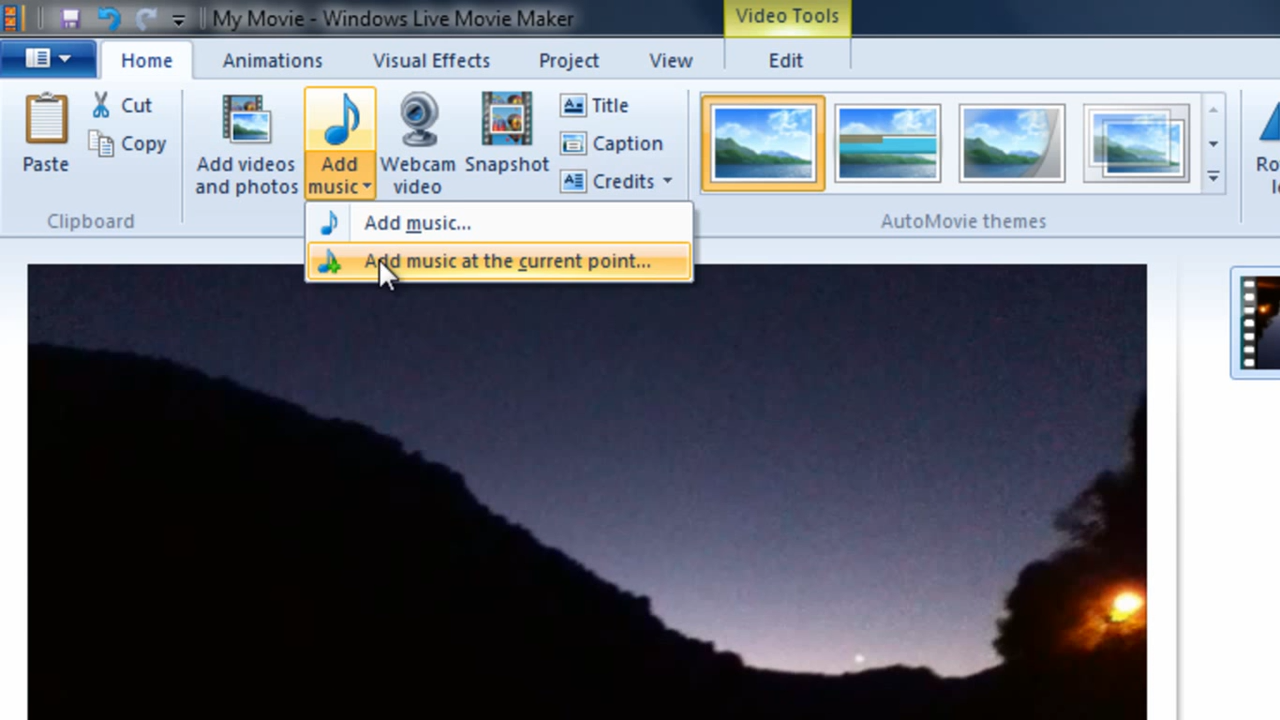 My Movie - Windows Live Movie Maker
Video Tools
Home
Animations
Visual Effects
Project
View
Edit
Paste
Cut
Copy
Clipboard
Add videos
and photos
Add
music
Webcam
video
Snapshot
Title
Caption
Credits
AutoMovie themes
Add music...
Add music at the current point...